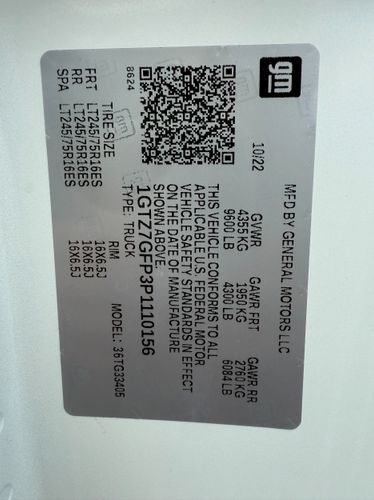 gm
MFD BY GENERAL MOTORS LLC
10/22 GVWR GAWR FRT GAWR RR
4355 KG 1950 KG 2760 KG
9600 LB 4300 LB 6084 LB
THIS VEHICLE CONFORMS TO ALL
APPLICABLE U.S. FEDERAL MOTOR
VEHICLE SAFETY STANDARDS IN EFFECT
ON THE DATE OF MANUFACTURE
SHOWN ABOVE.
1GTZ7GFP3P1110156
8624 TYPE: TRUCK MODEL: 36TG33405
TIRE SIZE RIM
FRT LT245/75R16ES 16X6.5J
RR LT245/75R16ES 16X6.5J
SPA LT245/75R16ES 16X6.5J